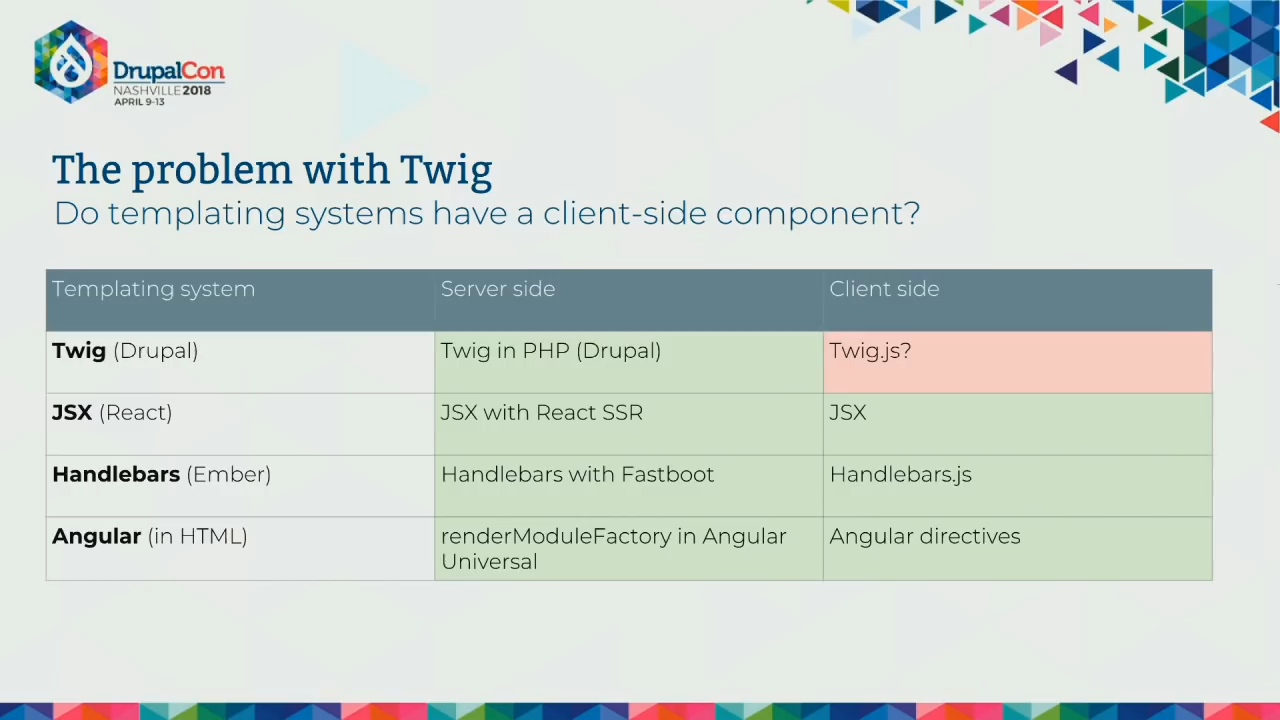 DrupalCon
NASHVILLE 2018
APRIL 9-13
The problem with Twig
Do templating systems have a client-side component?
Templating system Server side Client side
Twig (Drupal) Twig in PHP (Drupal) Twig.js?
JSX (React) JSX with React SSR JSX
Handlebars (Ember) Handlebars with Fastboot Handlebars.js
Angular (in HTML) renderModuleFactory in Angular Angular directives
Universal